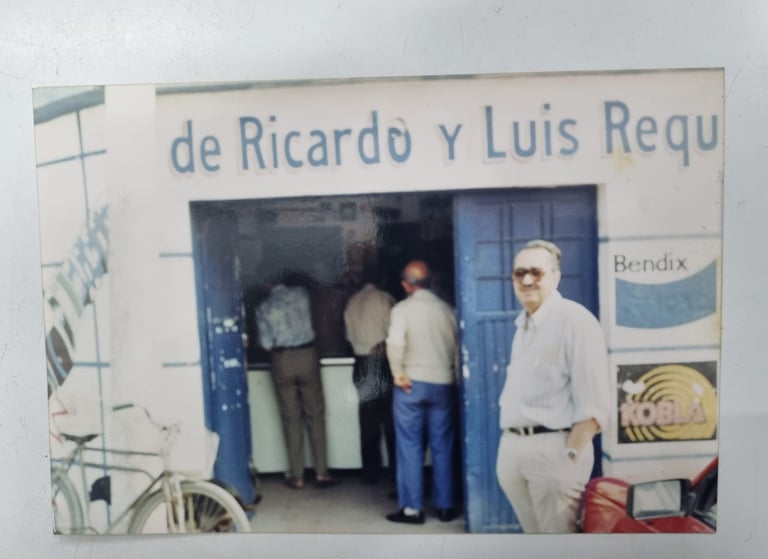 de Ricardo y Luis Requ
Bendix
KOBLA